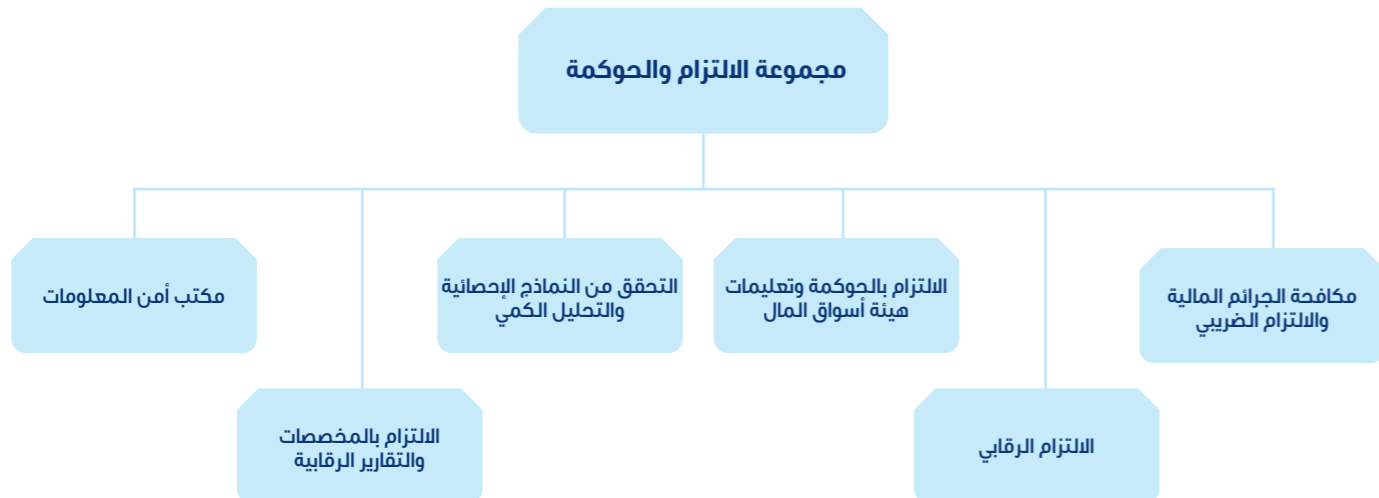 مجموعة الالتزام والحوكمة
مكافحة الجرائم المالية
والالتزام الضريبي
الالتزام الرقابي
الالتزام بالحوكمة وتعليمات
هيئة أسواق المال
التحقق من النماذج الإحصائية
والتحليل الكمي
الالتزام بالمخصصات
والتقارير الرقابية
مكتب أمن المعلومات